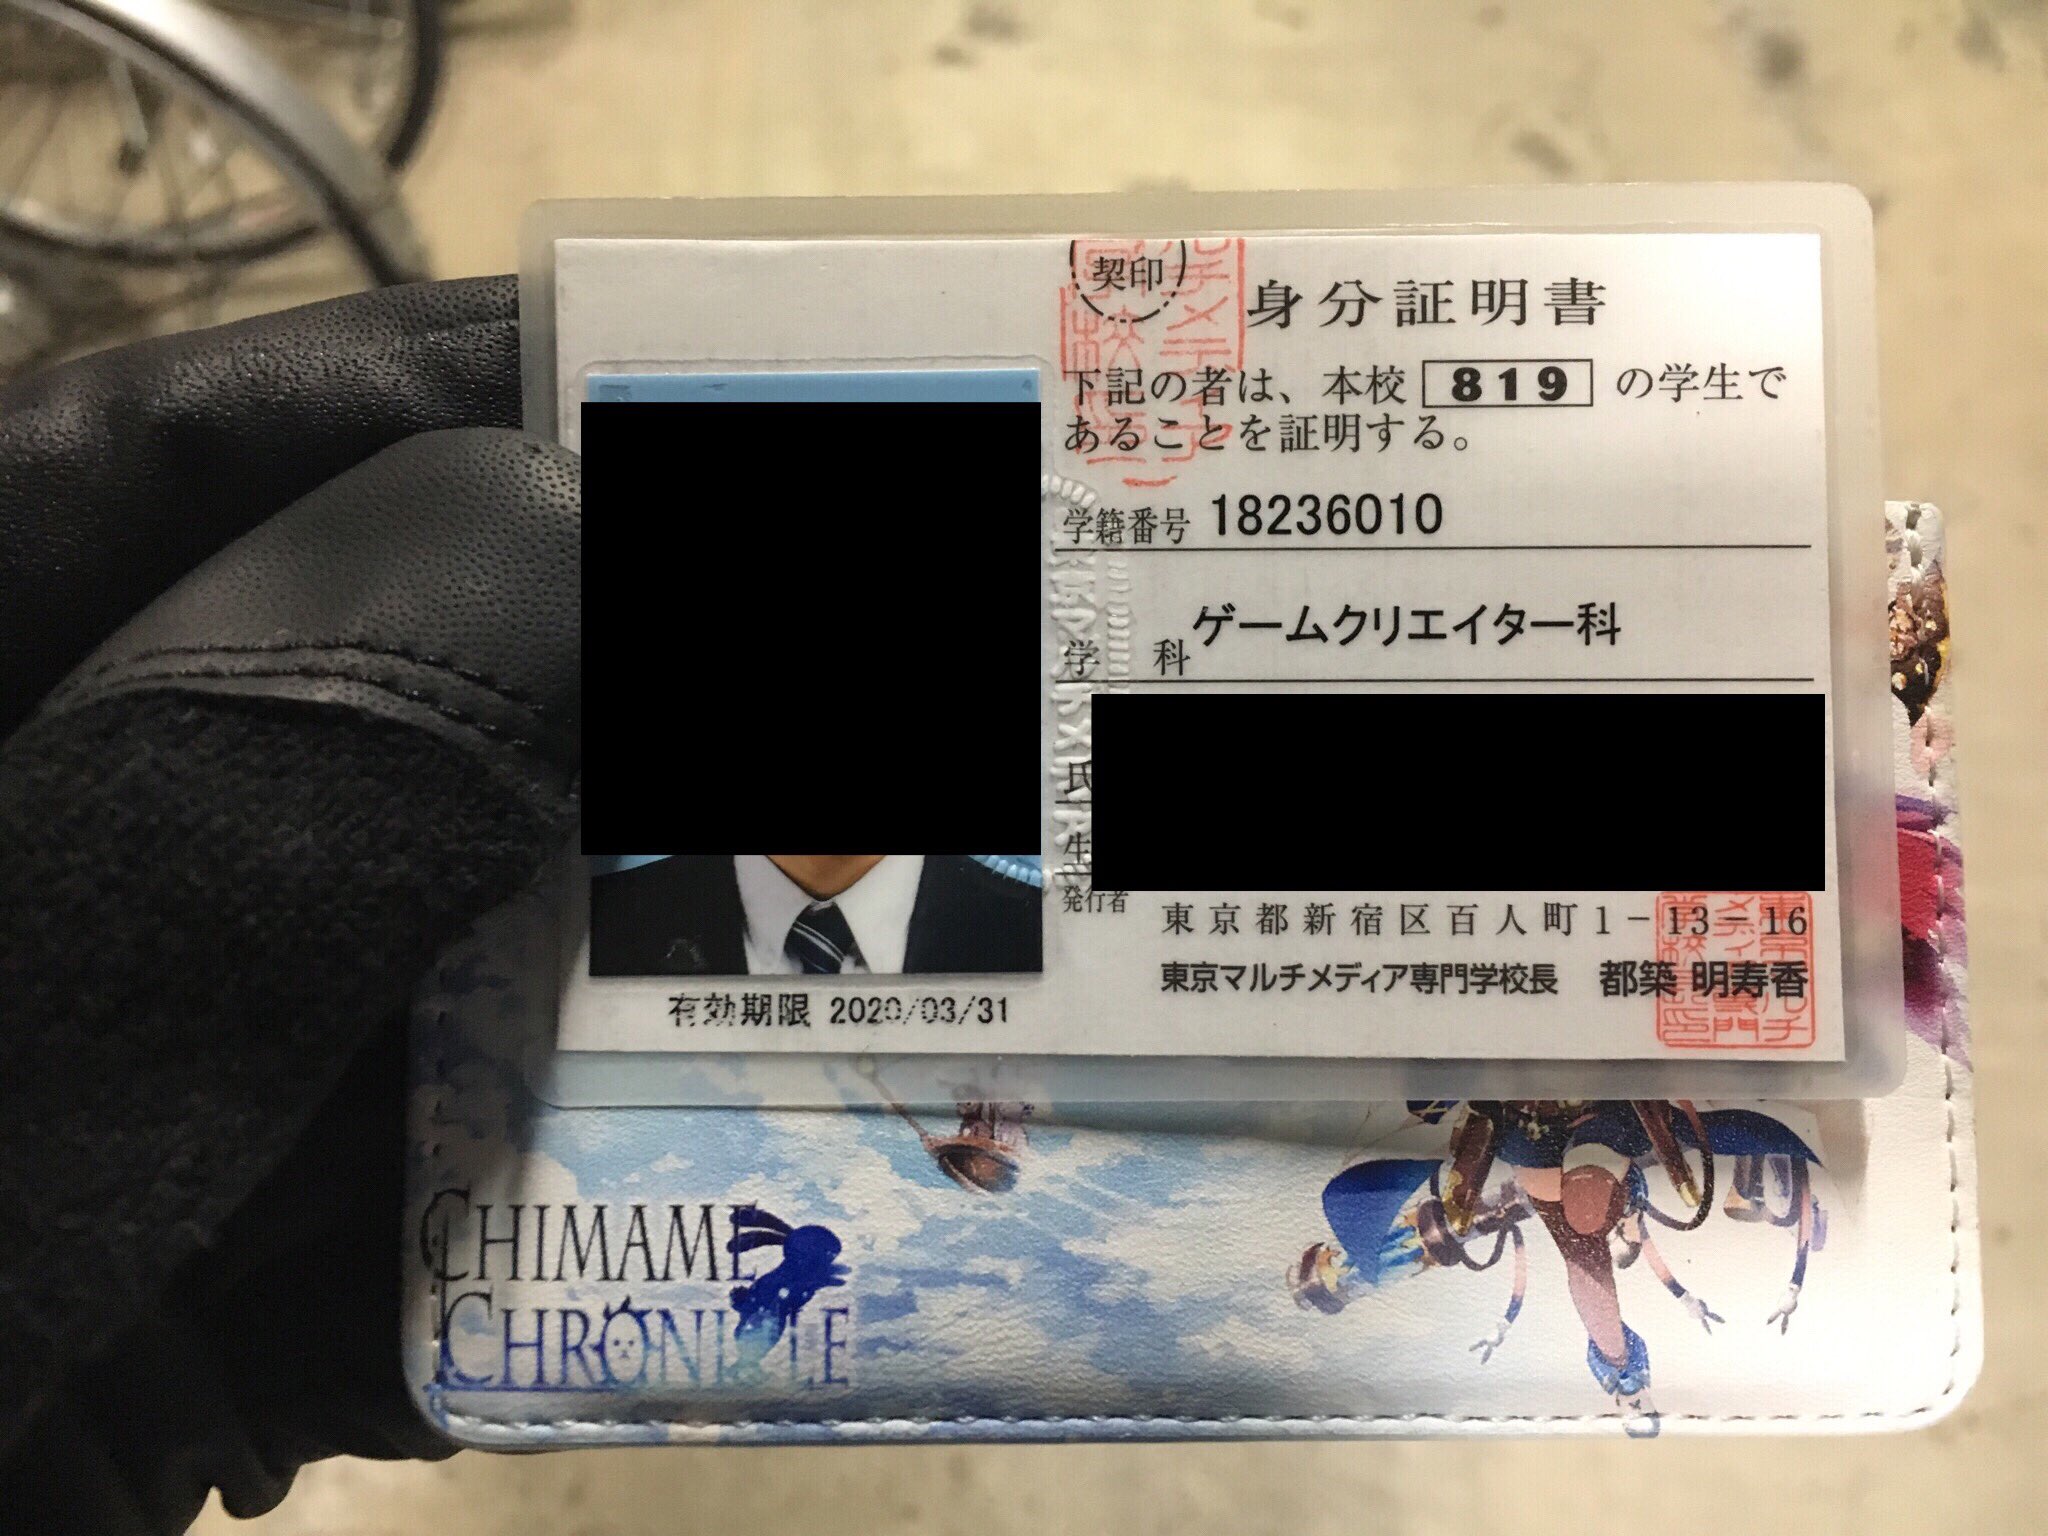 契印
身分証明書
下記の者は、本校 819 の学生で
あることを証明する。
学籍番号 18236010
学 科 ゲームクリエイター科
氏
生
発行者
東京都新宿区百人町1-13-16
東京マルチメディア専門学校長 都築 明寿香
有効期限 2020/03/31
CHIMAME
CHRONICLE